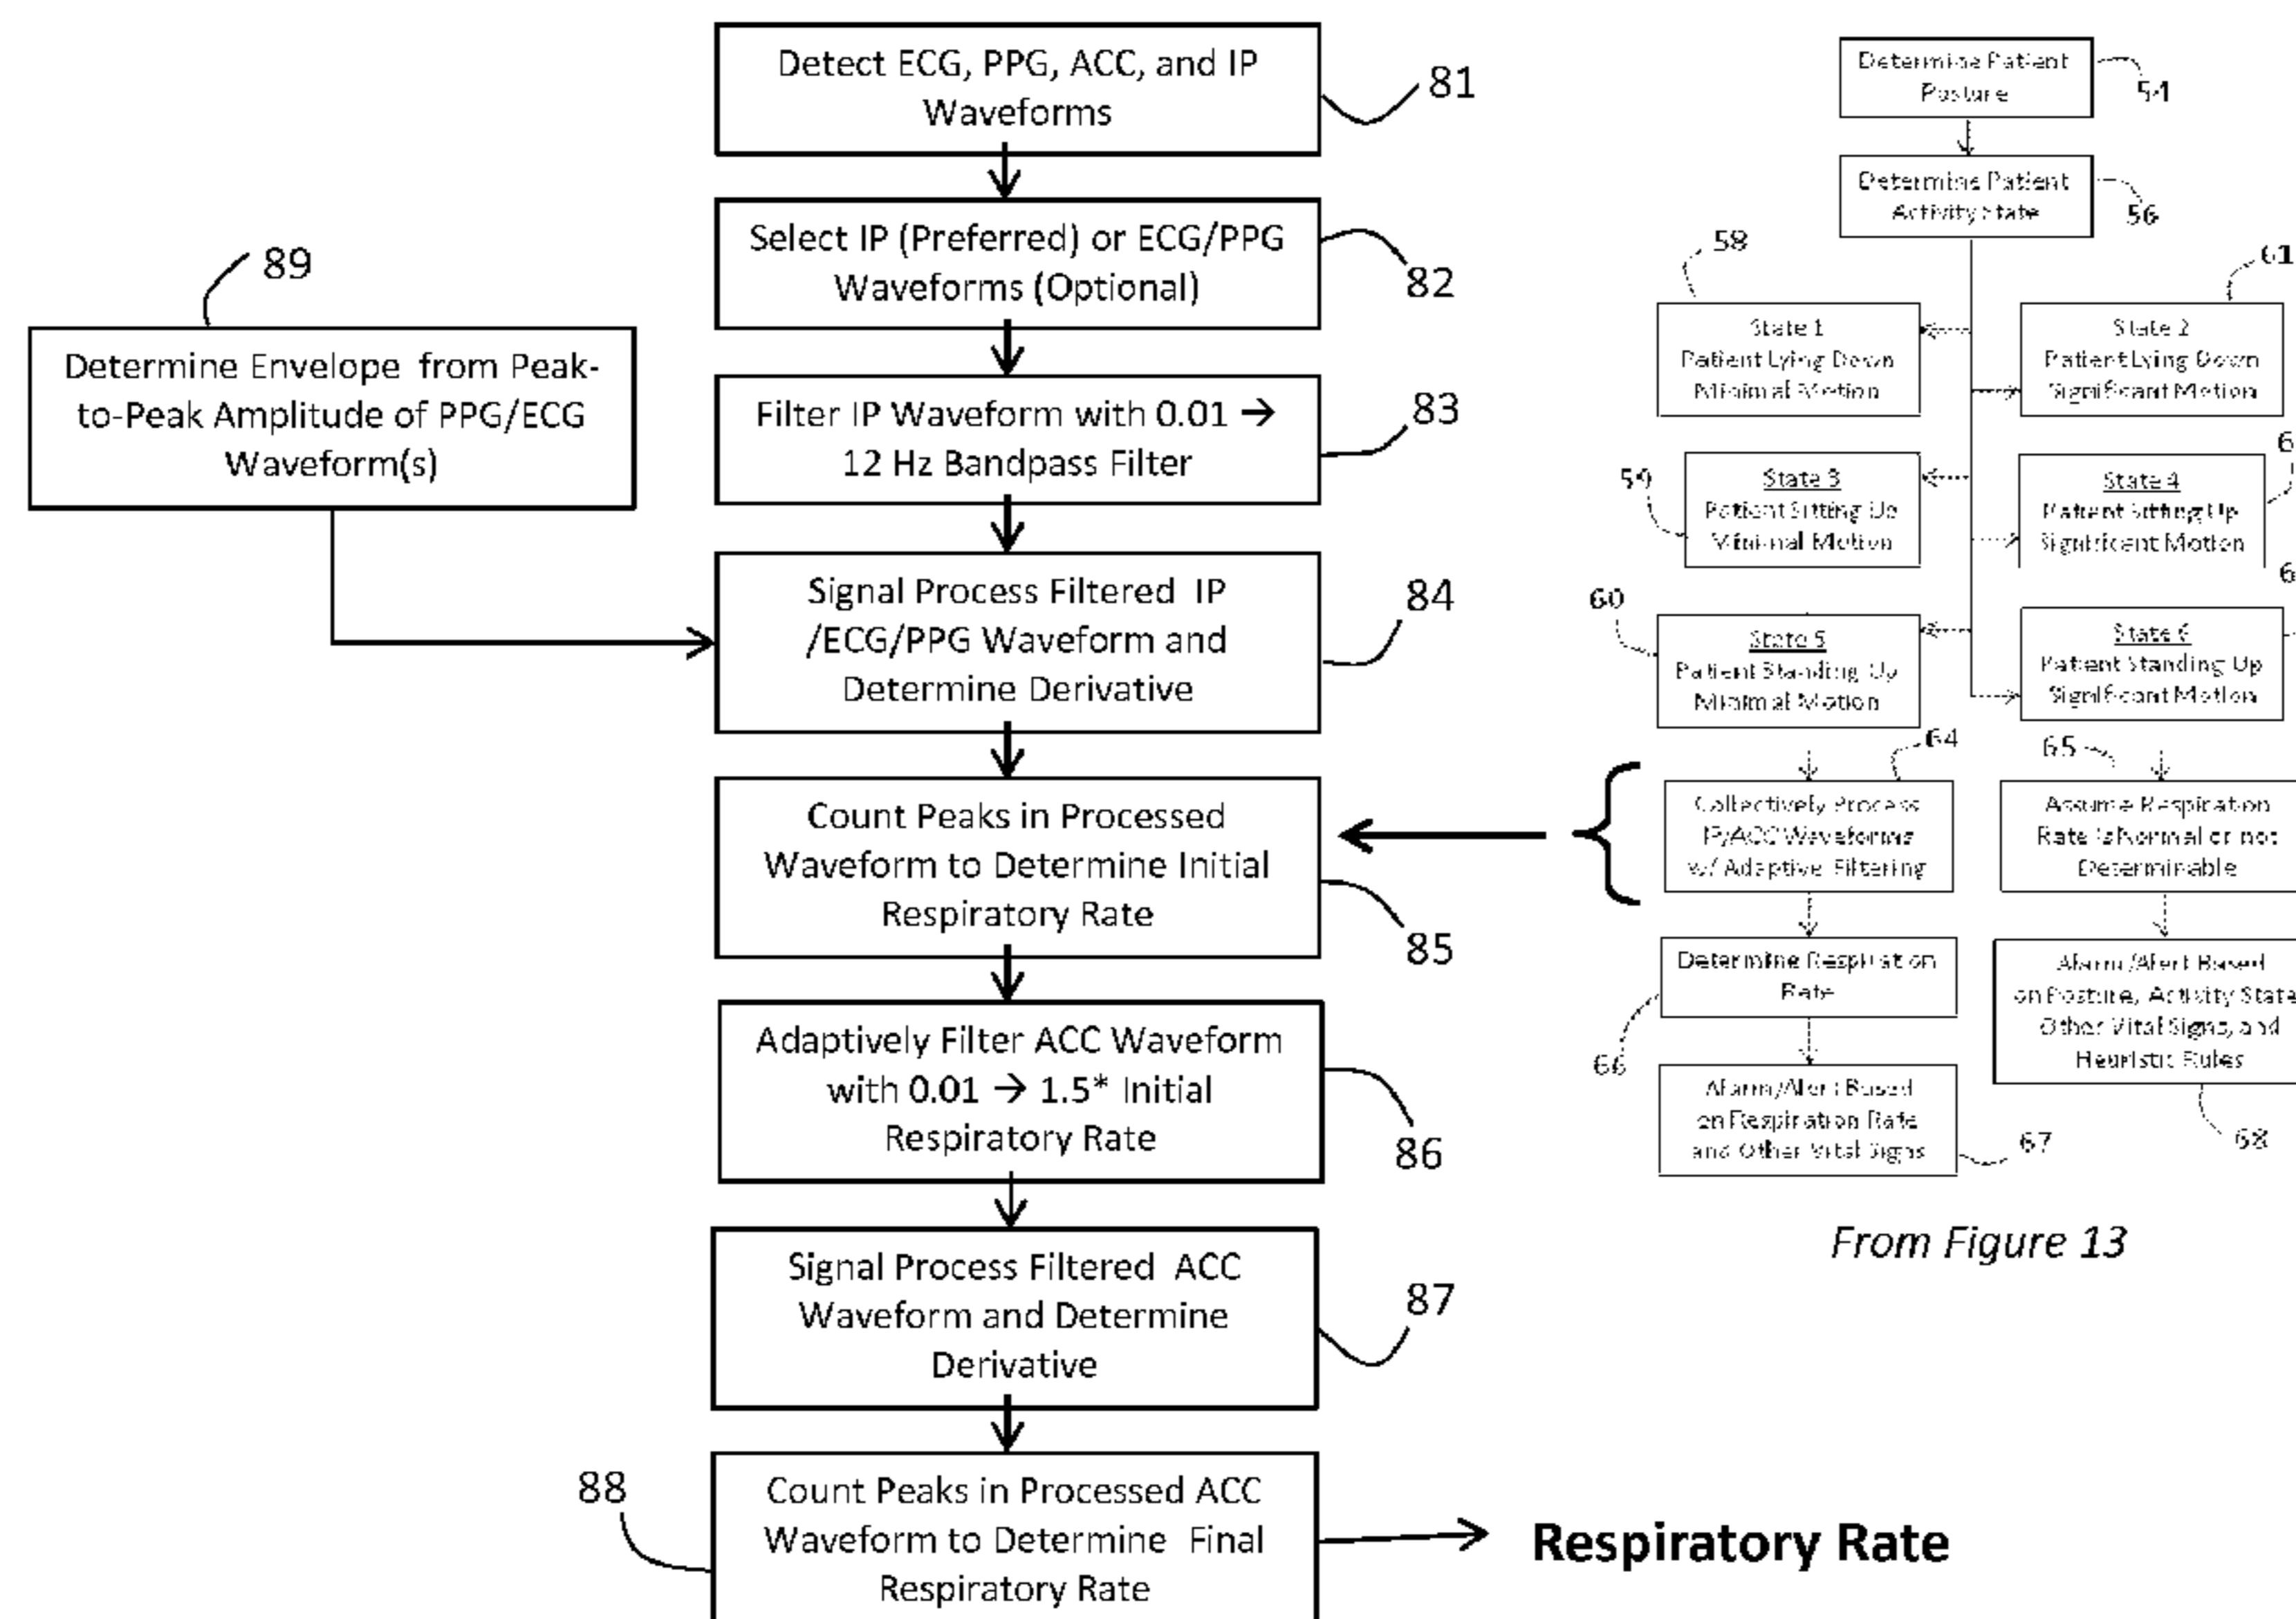 Detect ECG, PPG, ACC, and IP
Waveforms
81
Select IP (Preferred) or ECG/PPG
Waveforms (Optional)
82
89
Determine Envelope from Peak-
to-Peak Amplitude of PPG/ECG
Waveform(s)
Filter IP Waveform with 0.01 →
12 Hz Bandpass Filter
83
Signal Process Filtered IP
/ECG/PPG Waveform and
Determine Derivative
84
Count Peaks in Processed
Waveform to Determine Initial
Respiratory Rate
85
Adaptively Filter ACC Waveform
with 0.01 → 1.5* Initial
Respiratory Rate
86
Signal Process Filtered ACC
Waveform and Determine
Derivative
87
88
Count Peaks in Processed ACC
Waveform to Determine Final
Respiratory Rate
Respiratory Rate
Determine Patient
Posture
54
Determine Patient
Activity State
56
58
State 1
Patient Lying Down
Minimal Motion
61
State 2
Patient Lying Down
Significant Motion
59
State 3
Patient Sitting Up
Minimal Motion
6
State 4
Patient Sitting Up
Significant Motion
6
60
State 5
Patient Standing Up
Minimal Motion
State 6
Patient Standing Up
Significant Motion
64
Collectively Process
IP/ACC Waveforms
w/ Adaptive Filtering
65
Assume Respiration
Rate is Normal or not
Determinable
Determine Respiration
Rate
66
Alarm/Alert Based
on Posture, Activity State
Other Vital Signs, and
Heuristic Rules
68
Alarm/Alert Based
on Respiration Rate
and Other Vital Signs
67
From Figure 13